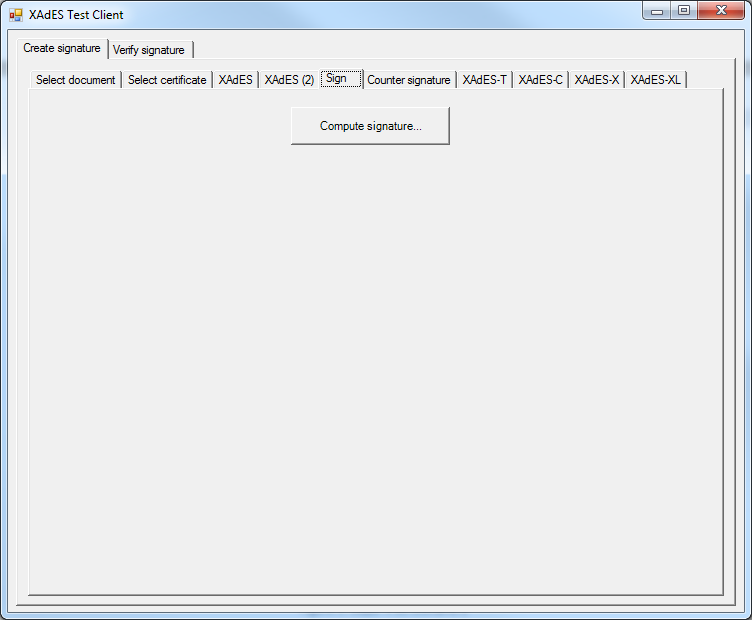 XAdES Test Client
Create signature Verify signature
Select document Select certificate XAdES XAdES (2) Sign Counter signature XAdES-T XAdES-C XAdES-X XAdES-XL
Compute signature...